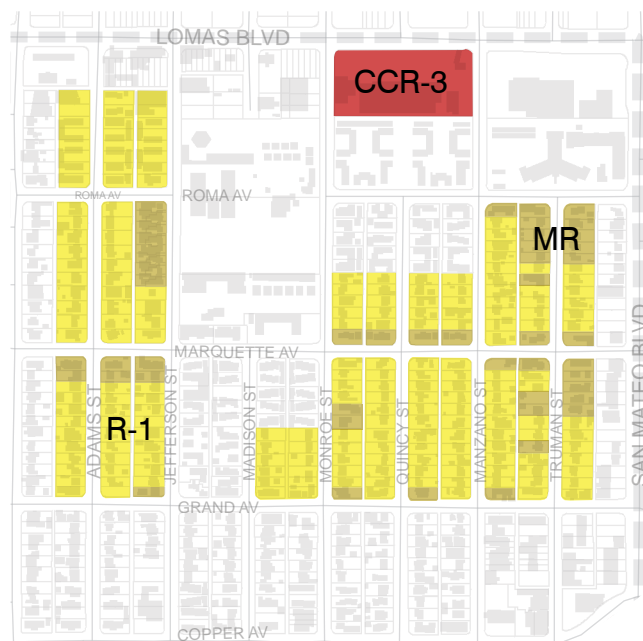 LOMAS BLVD
CCR-3
ROMA AV
ROMA AV
MR
MARQUETTE AV
ADAMS ST
JEFFERSON ST
MADISON ST
MONROE ST
QUINCY ST
MANZANO ST
TRUMAN ST
SAN MATEO BLVD
R-1
GRAND AV
COPPER AV